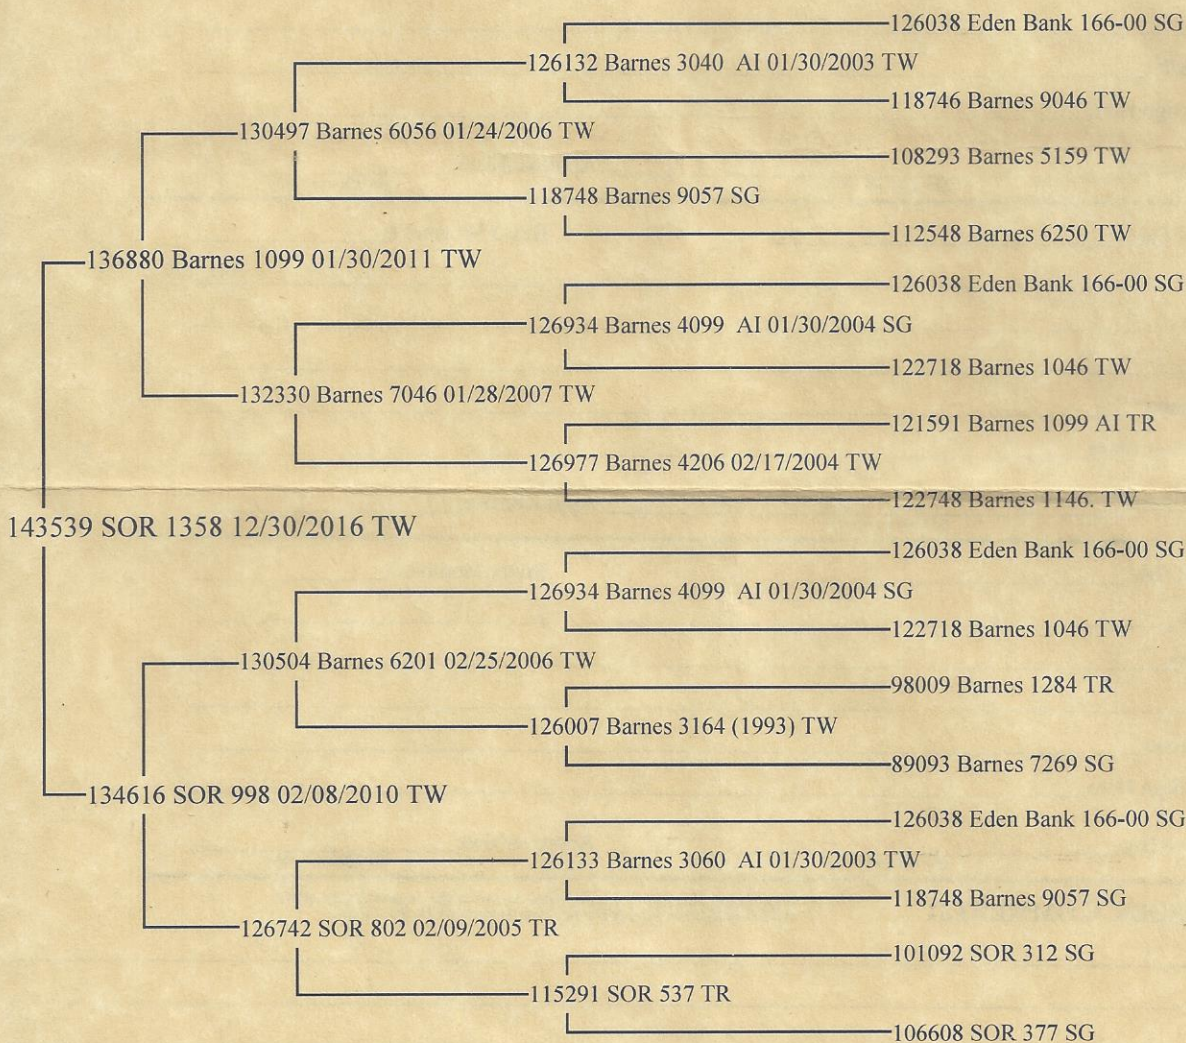 126038 Eden Bank 166-00 SG
126132 Barnes 3040 AI 01/30/2003 TW
118746 Barnes 9046 TW
130497 Barnes 6056 01/24/2006 TW
108293 Barnes 5159 TW
118748 Barnes 9057 SG
112548 Barnes 6250 TW
136880 Barnes 1099 01/30/2011 TW
126038 Eden Bank 166-00 SG
126934 Barnes 4099 AI 01/30/2004 SG
122718 Barnes 1046 TW
132330 Barnes 7046 01/28/2007 TW
121591 Barnes 1099 AI TR
126977 Barnes 4206 02/17/2004 TW
122748 Barnes 1146. TW
143539 SOR 1358 12/30/2016 TW
126038 Eden Bank 166-00 SG
126934 Barnes 4099 AI 01/30/2004 SG
122718 Barnes 1046 TW
130504 Barnes 6201 02/25/2006 TW
98009 Barnes 1284 TR
126007 Barnes 3164 (1993) TW
89093 Barnes 7269 SG
134616 SOR 998 02/08/2010 TW
126038 Eden Bank 166-00 SG
126133 Barnes 3060 AI 01/30/2003 TW
118748 Barnes 9057 SG
126742 SOR 802 02/09/2005 TR
101092 SOR 312 SG
115291 SOR 537 TR
106608 SOR 377 SG